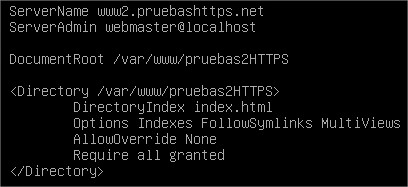 ServerName www2.pruebashttps.net
ServerAdmin webmaster@localhost
DocumentRoot /var/www/pruebas2HTTPS
<Directory /var/www/pruebas2HTTPS>
DirectoryIndex index.html
Options Indexes FollowSymlinks MultiViews
AllowOverride None
Require all granted
</Directory>